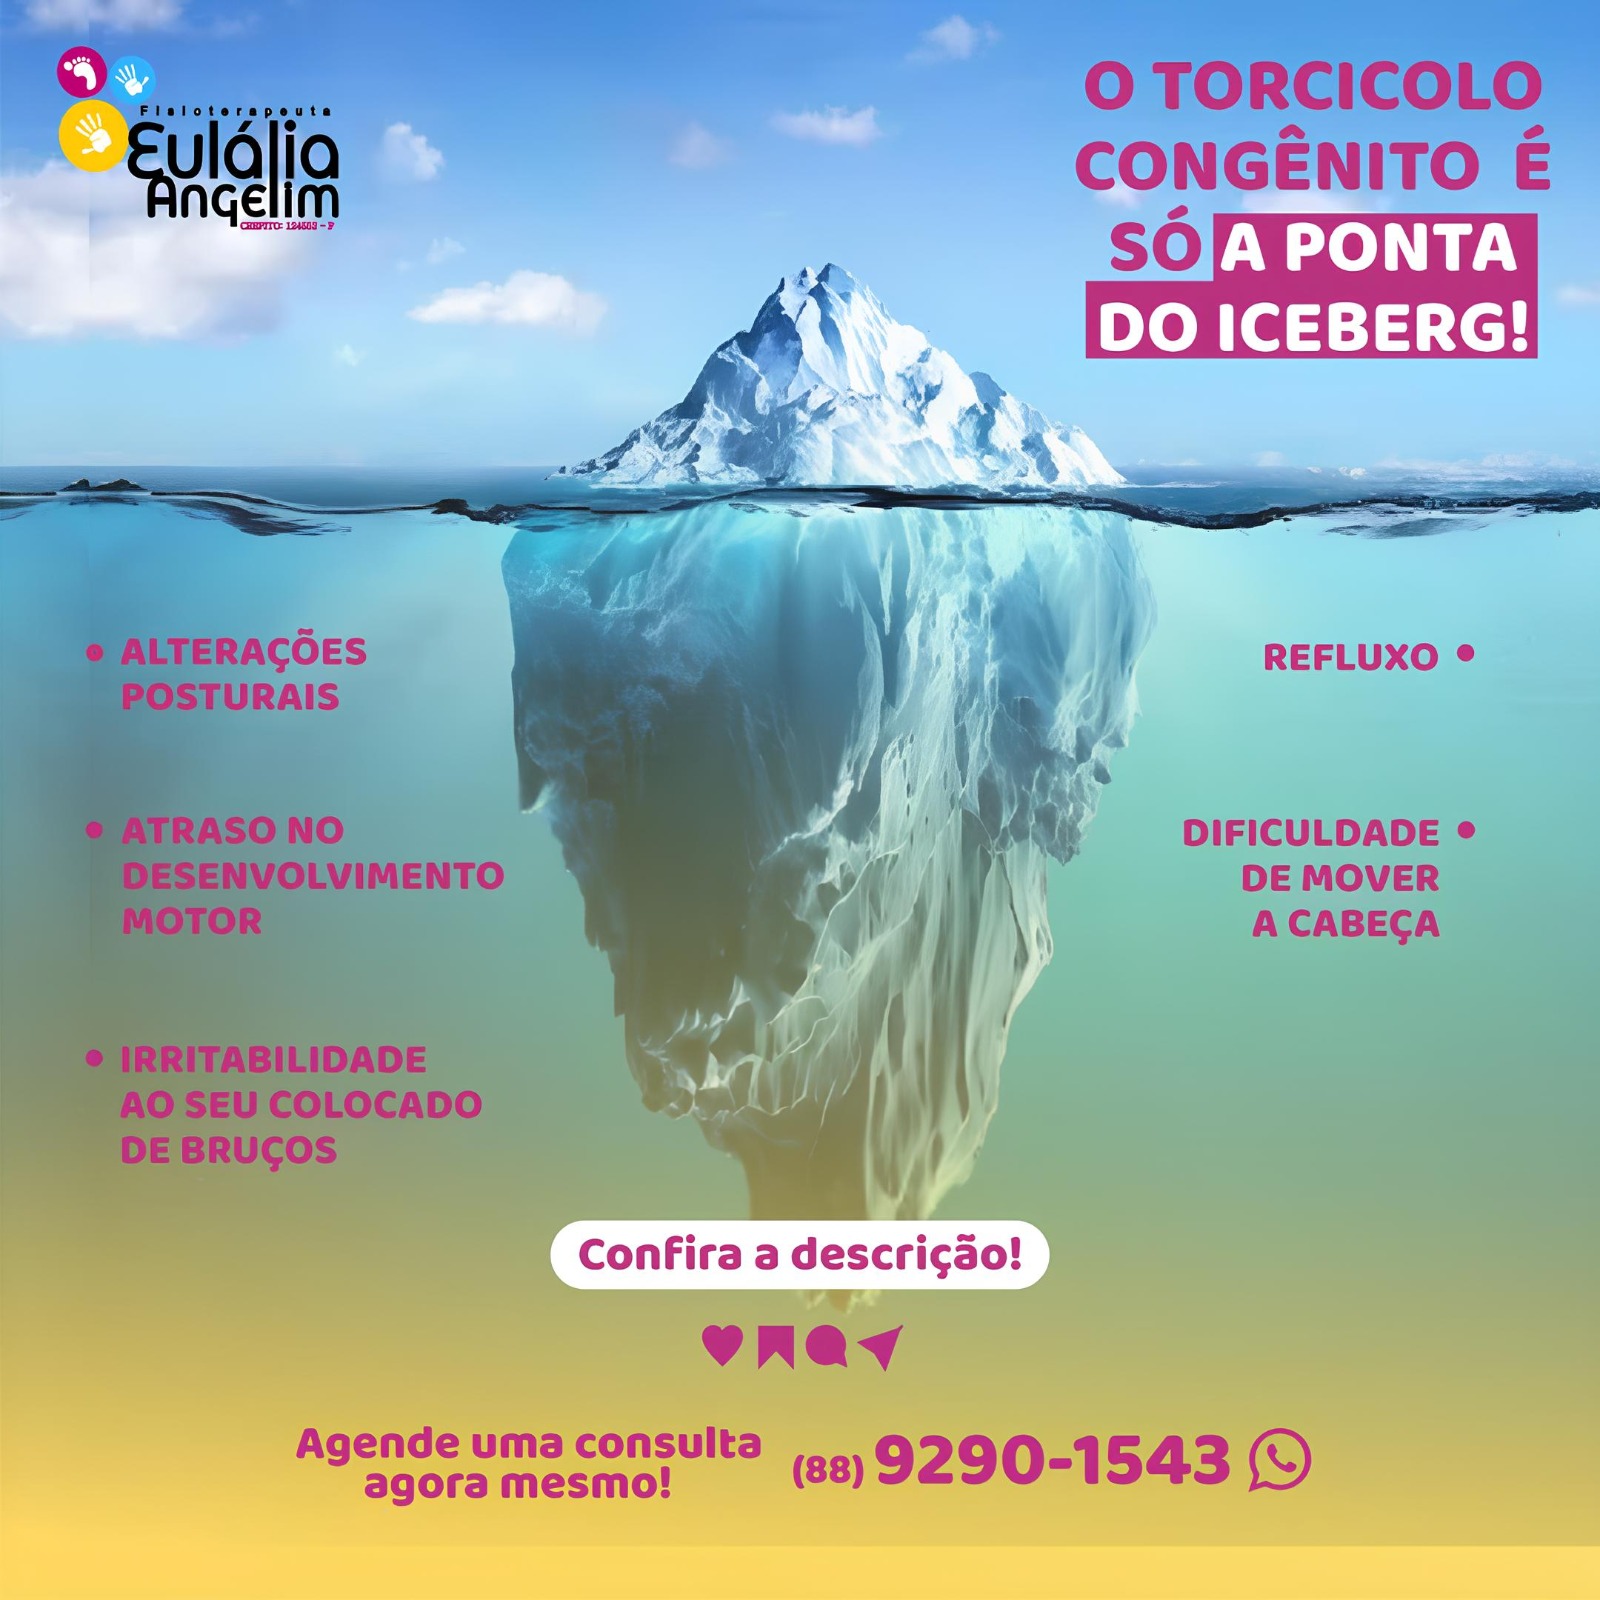 Fisioterapeuta
Eulália
Angelim
O TORCICOLO
CONGÊNITO É
SÓ A PONTA
DO ICEBERG!
• ALTERAÇÕES
POSTURAIS
• ATRASO NO
DESENVOLVIMENTO
MOTOR
• IRRITABILIDADE
AO SEU COLOCADO
DE BRUÇOS
REFLUXO •
DIFICULDADE •
DE MOVER
A CABEÇA
Confira a descrição!
Agende uma consulta
agora mesmo!
(88) 9290-1543